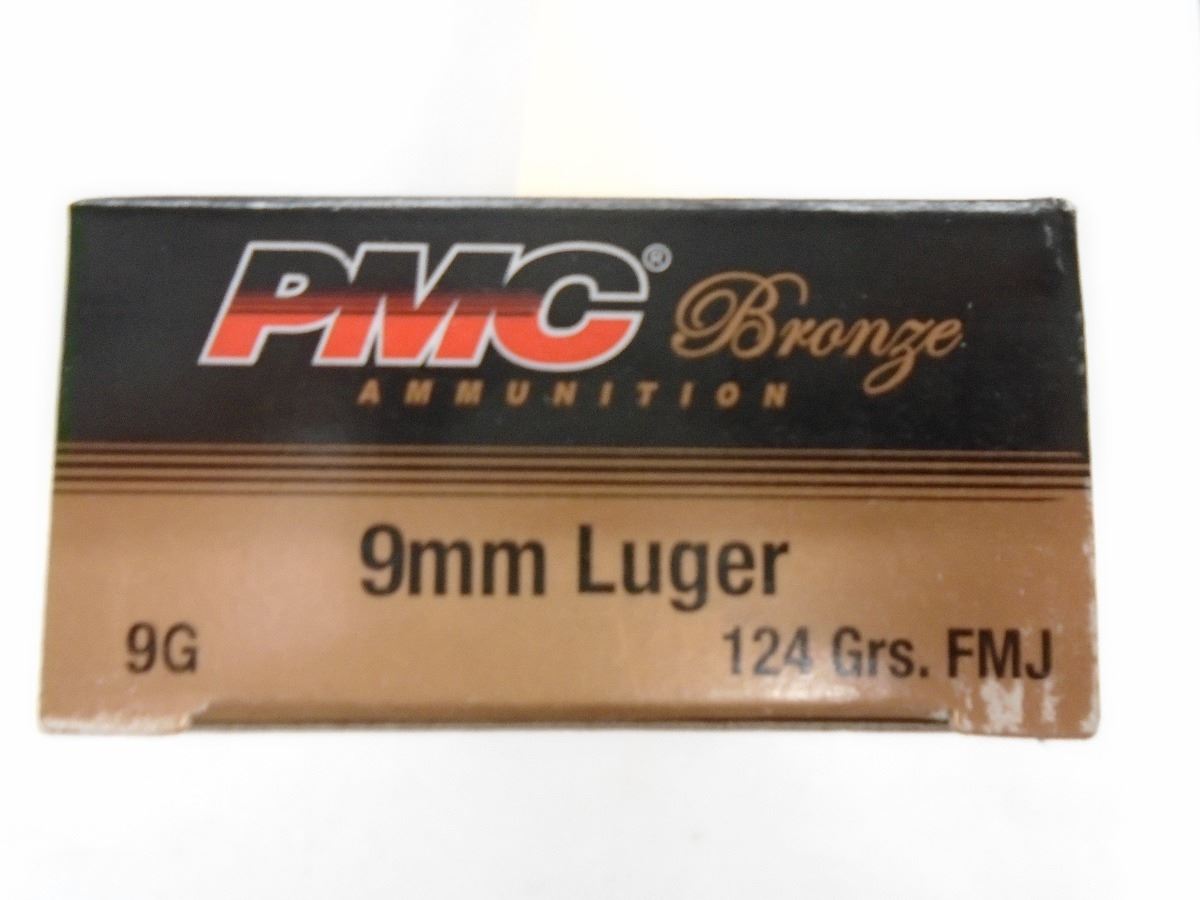 PMC® Bronze
AMMUNITION
9mm Luger
9G 124 Grs. FMJ